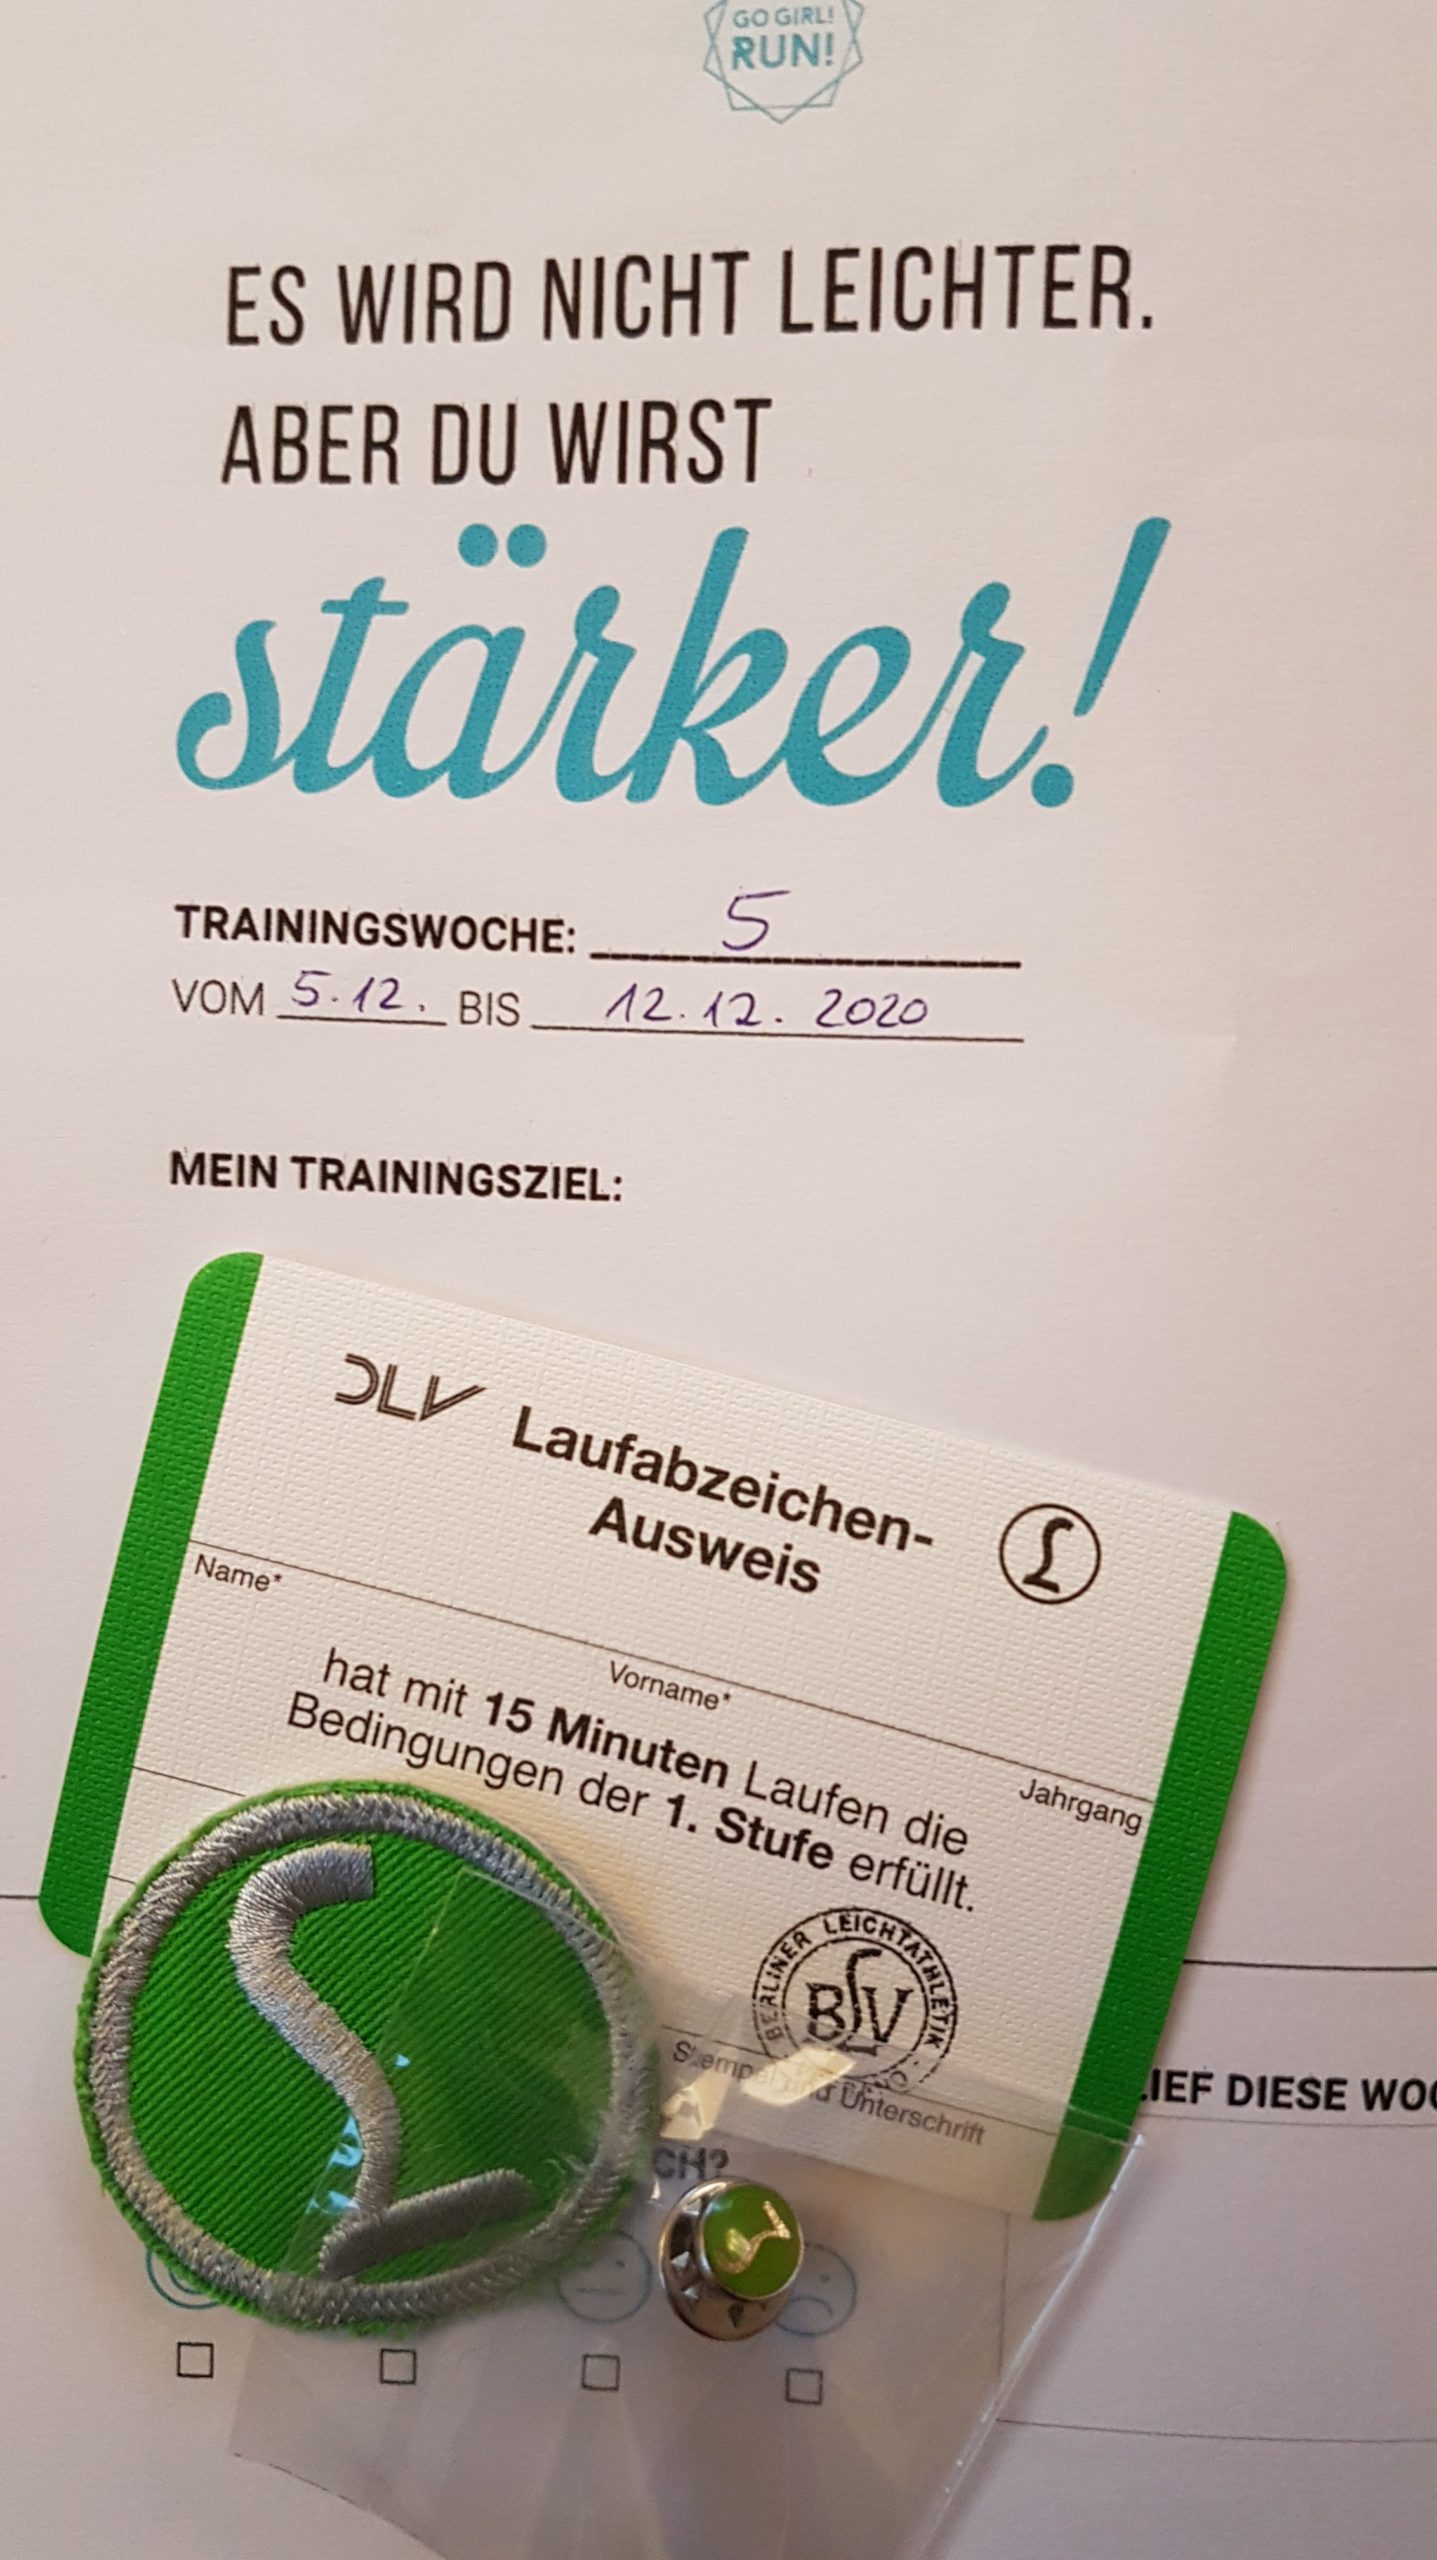 GO GIRL!
RUN!
ES WIRD NICHT LEICHTER.
ABER DU WIRST
stärker!
TRAININGSWOCHE: 5
VOM 5.12. BIS 12.12.2020
MEIN TRAININGSZIEL:
DLV Laufabzeichen-
Ausweis
Name*
Vorname*
Jahrgang
hat mit 15 Minuten Laufen die
Bedingungen der 1. Stufe erfüllt.
BERLINER LEICHTATHLETIK
BLV
Stempel und Unterschrift
LIEF DIESE WOC
CH?